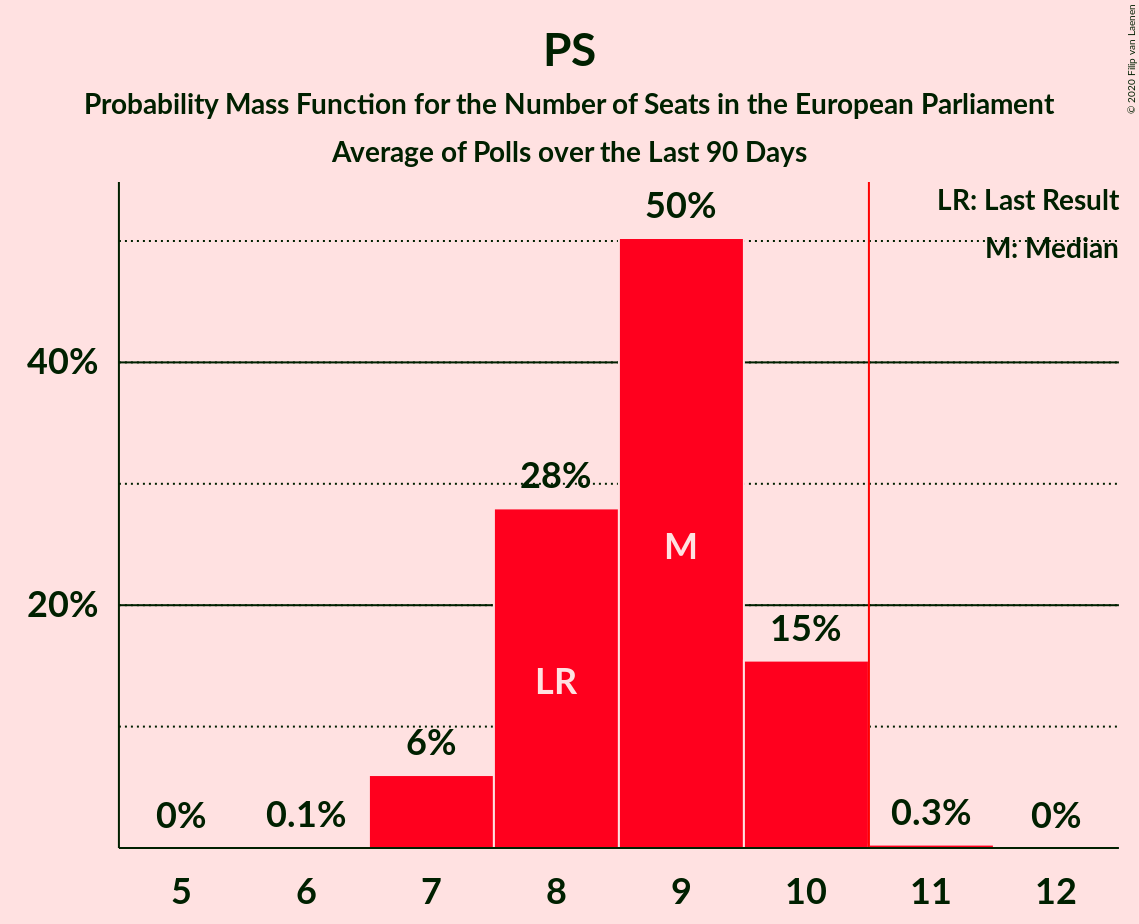 PS
Probability Mass Function for the Number of Seats in the European Parliament
Average of Polls over the Last 90 Days
© 2020 Filip van Laenen
LR: Last Result
M: Median
50%
40%
28%
M
20%
15%
LR
6%
0%
0.1%
0.3%
0%
5 6 7 8 9 10 11 12